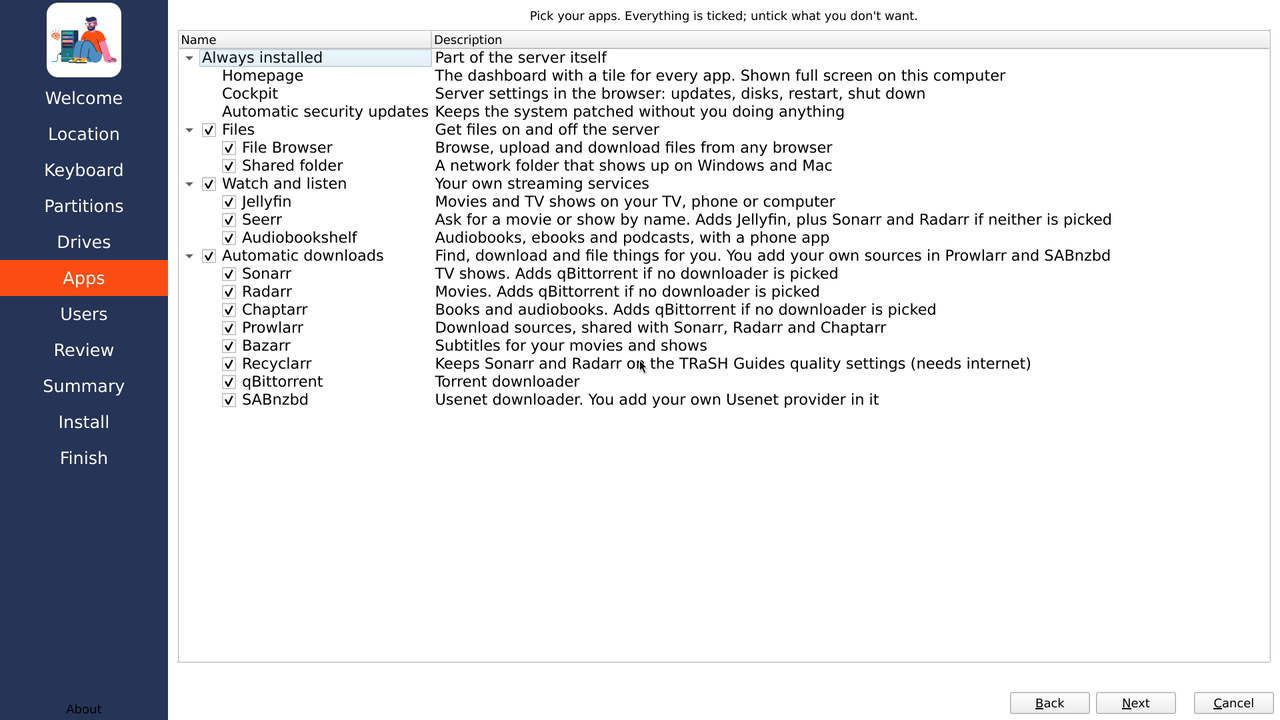 Pick your apps. Everything is ticked; untick what you don't want.
Name Description
Always installed Part of the server itself
Homepage The dashboard with a tile for every app. Shown full screen on this computer
Cockpit Server settings in the browser: updates, disks, restart, shut down
Automatic security updates Keeps the system patched without you doing anything
Files Get files on and off the server
File Browser Browse, upload and download files from any browser
Shared folder A network folder that shows up on Windows and Mac
Watch and listen Your own streaming services
Jellyfin Movies and TV shows on your TV, phone or computer
Seerr Ask for a movie or show by name. Adds Jellyfin, plus Sonarr and Radarr if neither is picked
Audiobookshelf Audiobooks, ebooks and podcasts, with a phone app
Automatic downloads Find, download and file things for you. You add your own sources in Prowlarr and SABnzbd
Sonarr TV shows. Adds qBittorrent if no downloader is picked
Radarr Movies. Adds qBittorrent if no downloader is picked
Chaptarr Books and audiobooks. Adds qBittorrent if no downloader is picked
Prowlarr Download sources, shared with Sonarr, Radarr and Chaptarr
Bazarr Subtitles for your movies and shows
Recyclarr Keeps Sonarr and Radarr on the TRaSH Guides quality settings (needs internet)
qBittorrent Torrent downloader
SABnzbd Usenet downloader. You add your own Usenet provider in it
Welcome
Location
Keyboard
Partitions
Drives
Apps
Users
Review
Summary
Install
Finish
About
Back Next Cancel